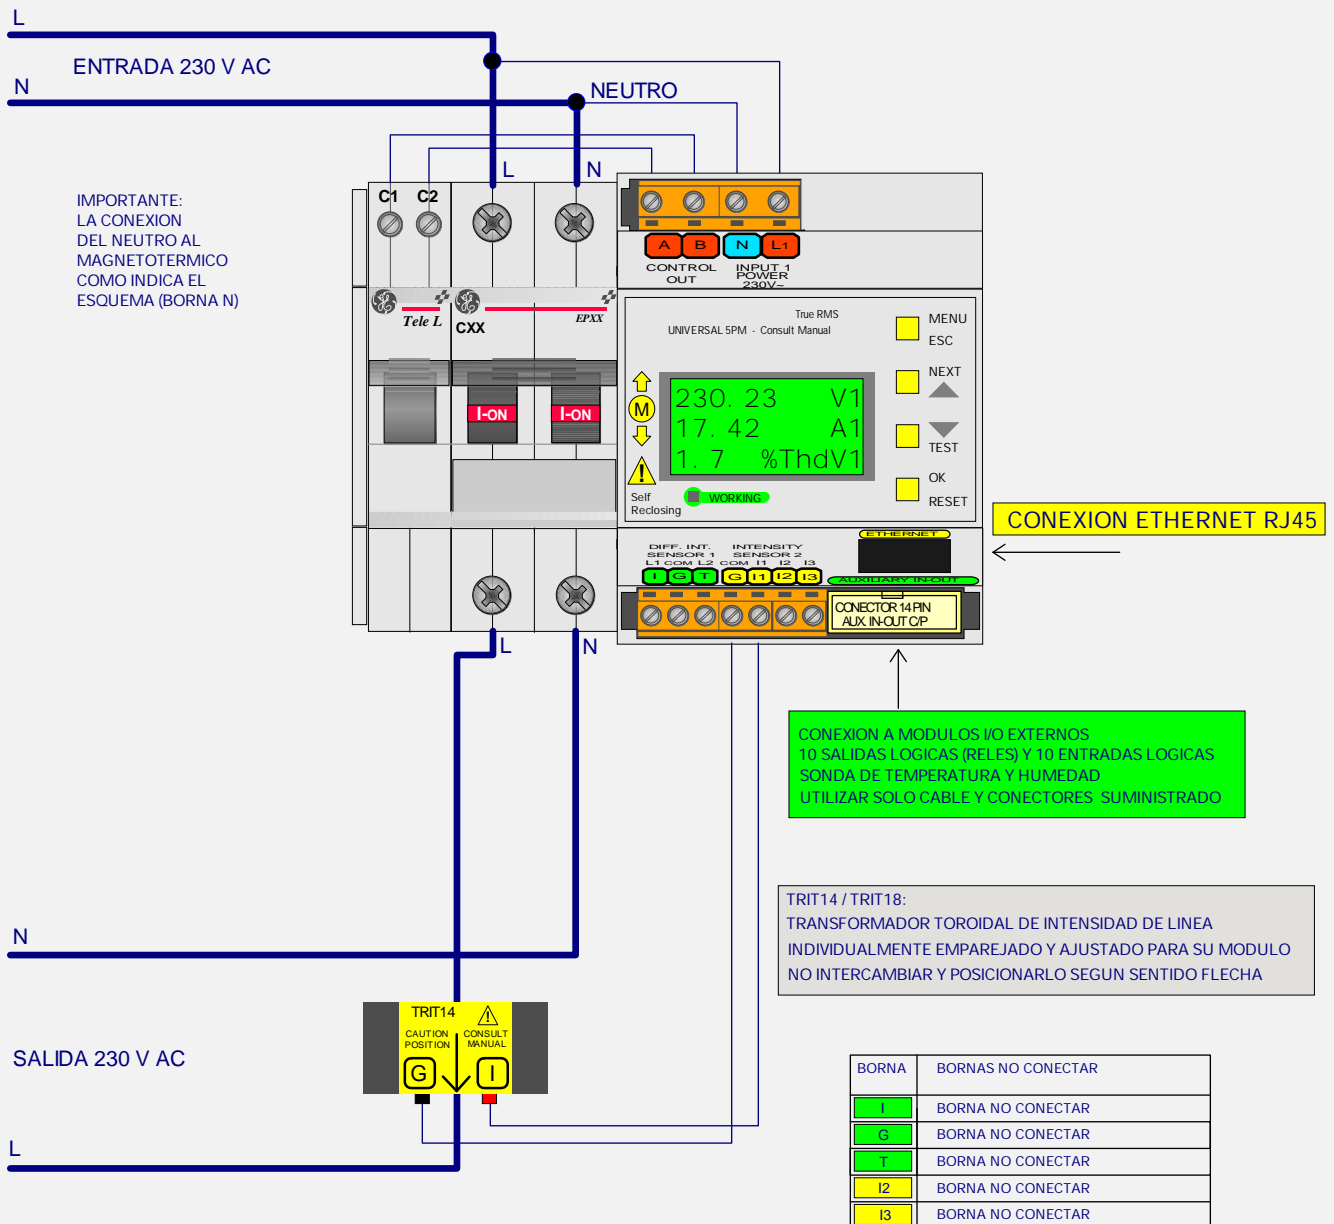 L
ENTRADA 230 V AC
N
NEUTRO
L
N
IMPORTANTE:
LA CONEXION
DEL NEUTRO AL
MAGNETOTERMICO
COMO INDICA EL
ESQUEMA (BORNA N)
C1
C2
A
B
N
L1
CONTROL
OUT
INPUT 1
POWER
230V~
Tele L
CXX
EPXX
True RMS
UNIVERSAL 5PM - Consult Manual
MENU
ESC
NEXT
TEST
OK
RESET
M
230. 23 V1
17. 42 A1
1. 7 %ThdV1
I-ON
I-ON
Self
Reclosing
WORKING
CONEXION ETHERNET RJ45
ETHERNET
DIFF. INT.
SENSOR 1
L1 COM L2
INTENSITY
SENSOR 2
COM I1 I2 I3
I
G
T
G
I1
I2
I3
AUXILIARY IN-OUT
CONECTOR 14 PIN
AUX. IN-OUT C/P
L
N
CONEXION A MODULOS I/O EXTERNOS
10 SALIDAS LOGICAS (RELES) Y 10 ENTRADAS LOGICAS
SONDA DE TEMPERATURA Y HUMEDAD
UTILIZAR SOLO CABLE Y CONECTORES SUMINISTRADO
TRIT14 / TRIT18:
TRANSFORMADOR TOROIDAL DE INTENSIDAD DE LINEA
INDIVIDUALMENTE EMPAREJADO Y AJUSTADO PARA SU MODULO
NO INTERCAMBIAR Y POSICIONARLO SEGUN SENTIDO FLECHA
N
TRIT14
CAUTION
POSITION
CONSULT
MANUAL
G
I
SALIDA 230 V AC
L
BORNA BORNAS NO CONECTAR
I BORNA NO CONECTAR
G BORNA NO CONECTAR
T BORNA NO CONECTAR
I2 BORNA NO CONECTAR
I3 BORNA NO CONECTAR